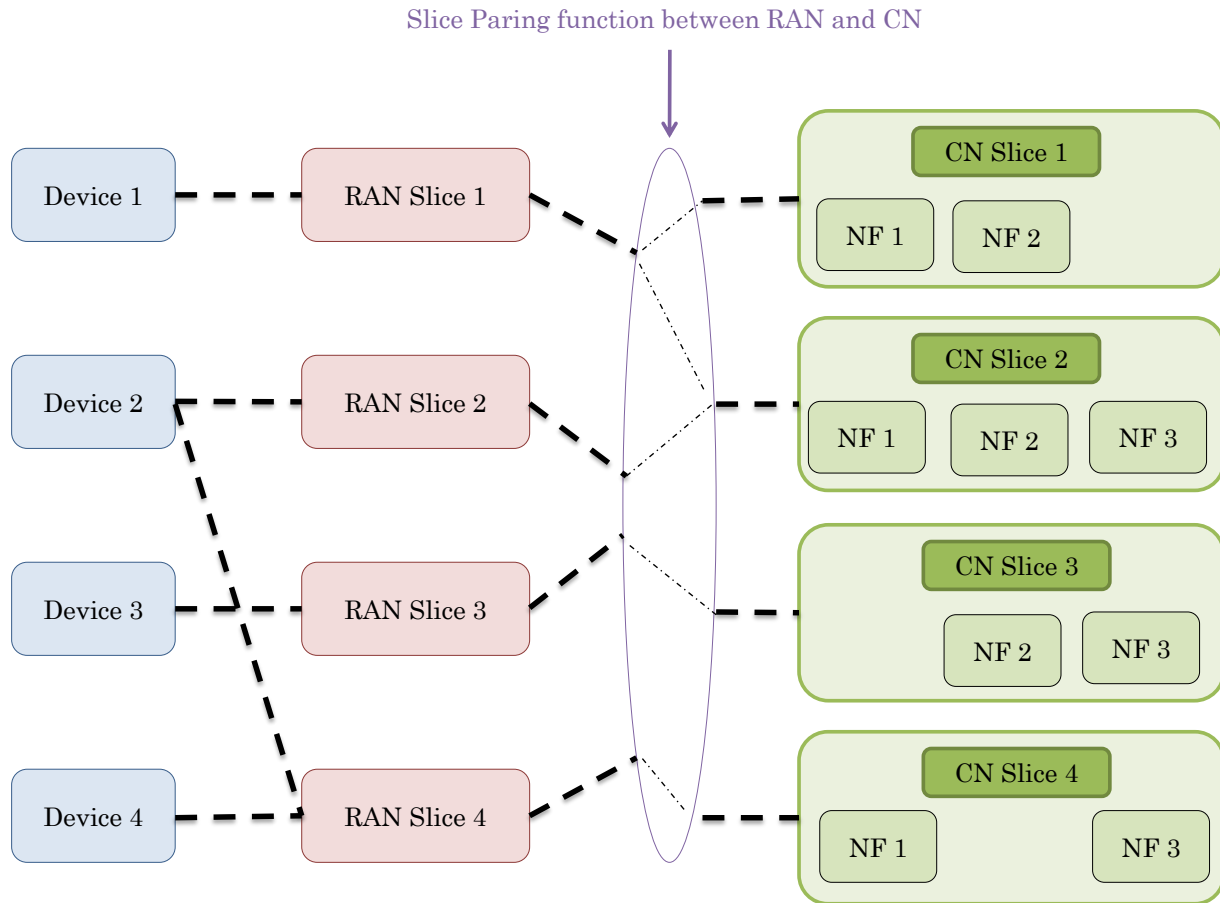 Slice Paring function between RAN and CN
Device 1
RAN Slice 1
CN Slice 1
NF 1
NF 2
Device 2
RAN Slice 2
CN Slice 2
NF 1
NF 2
NF 3
Device 3
RAN Slice 3
CN Slice 3
NF 2
NF 3
Device 4
RAN Slice 4
CN Slice 4
NF 1
NF 3